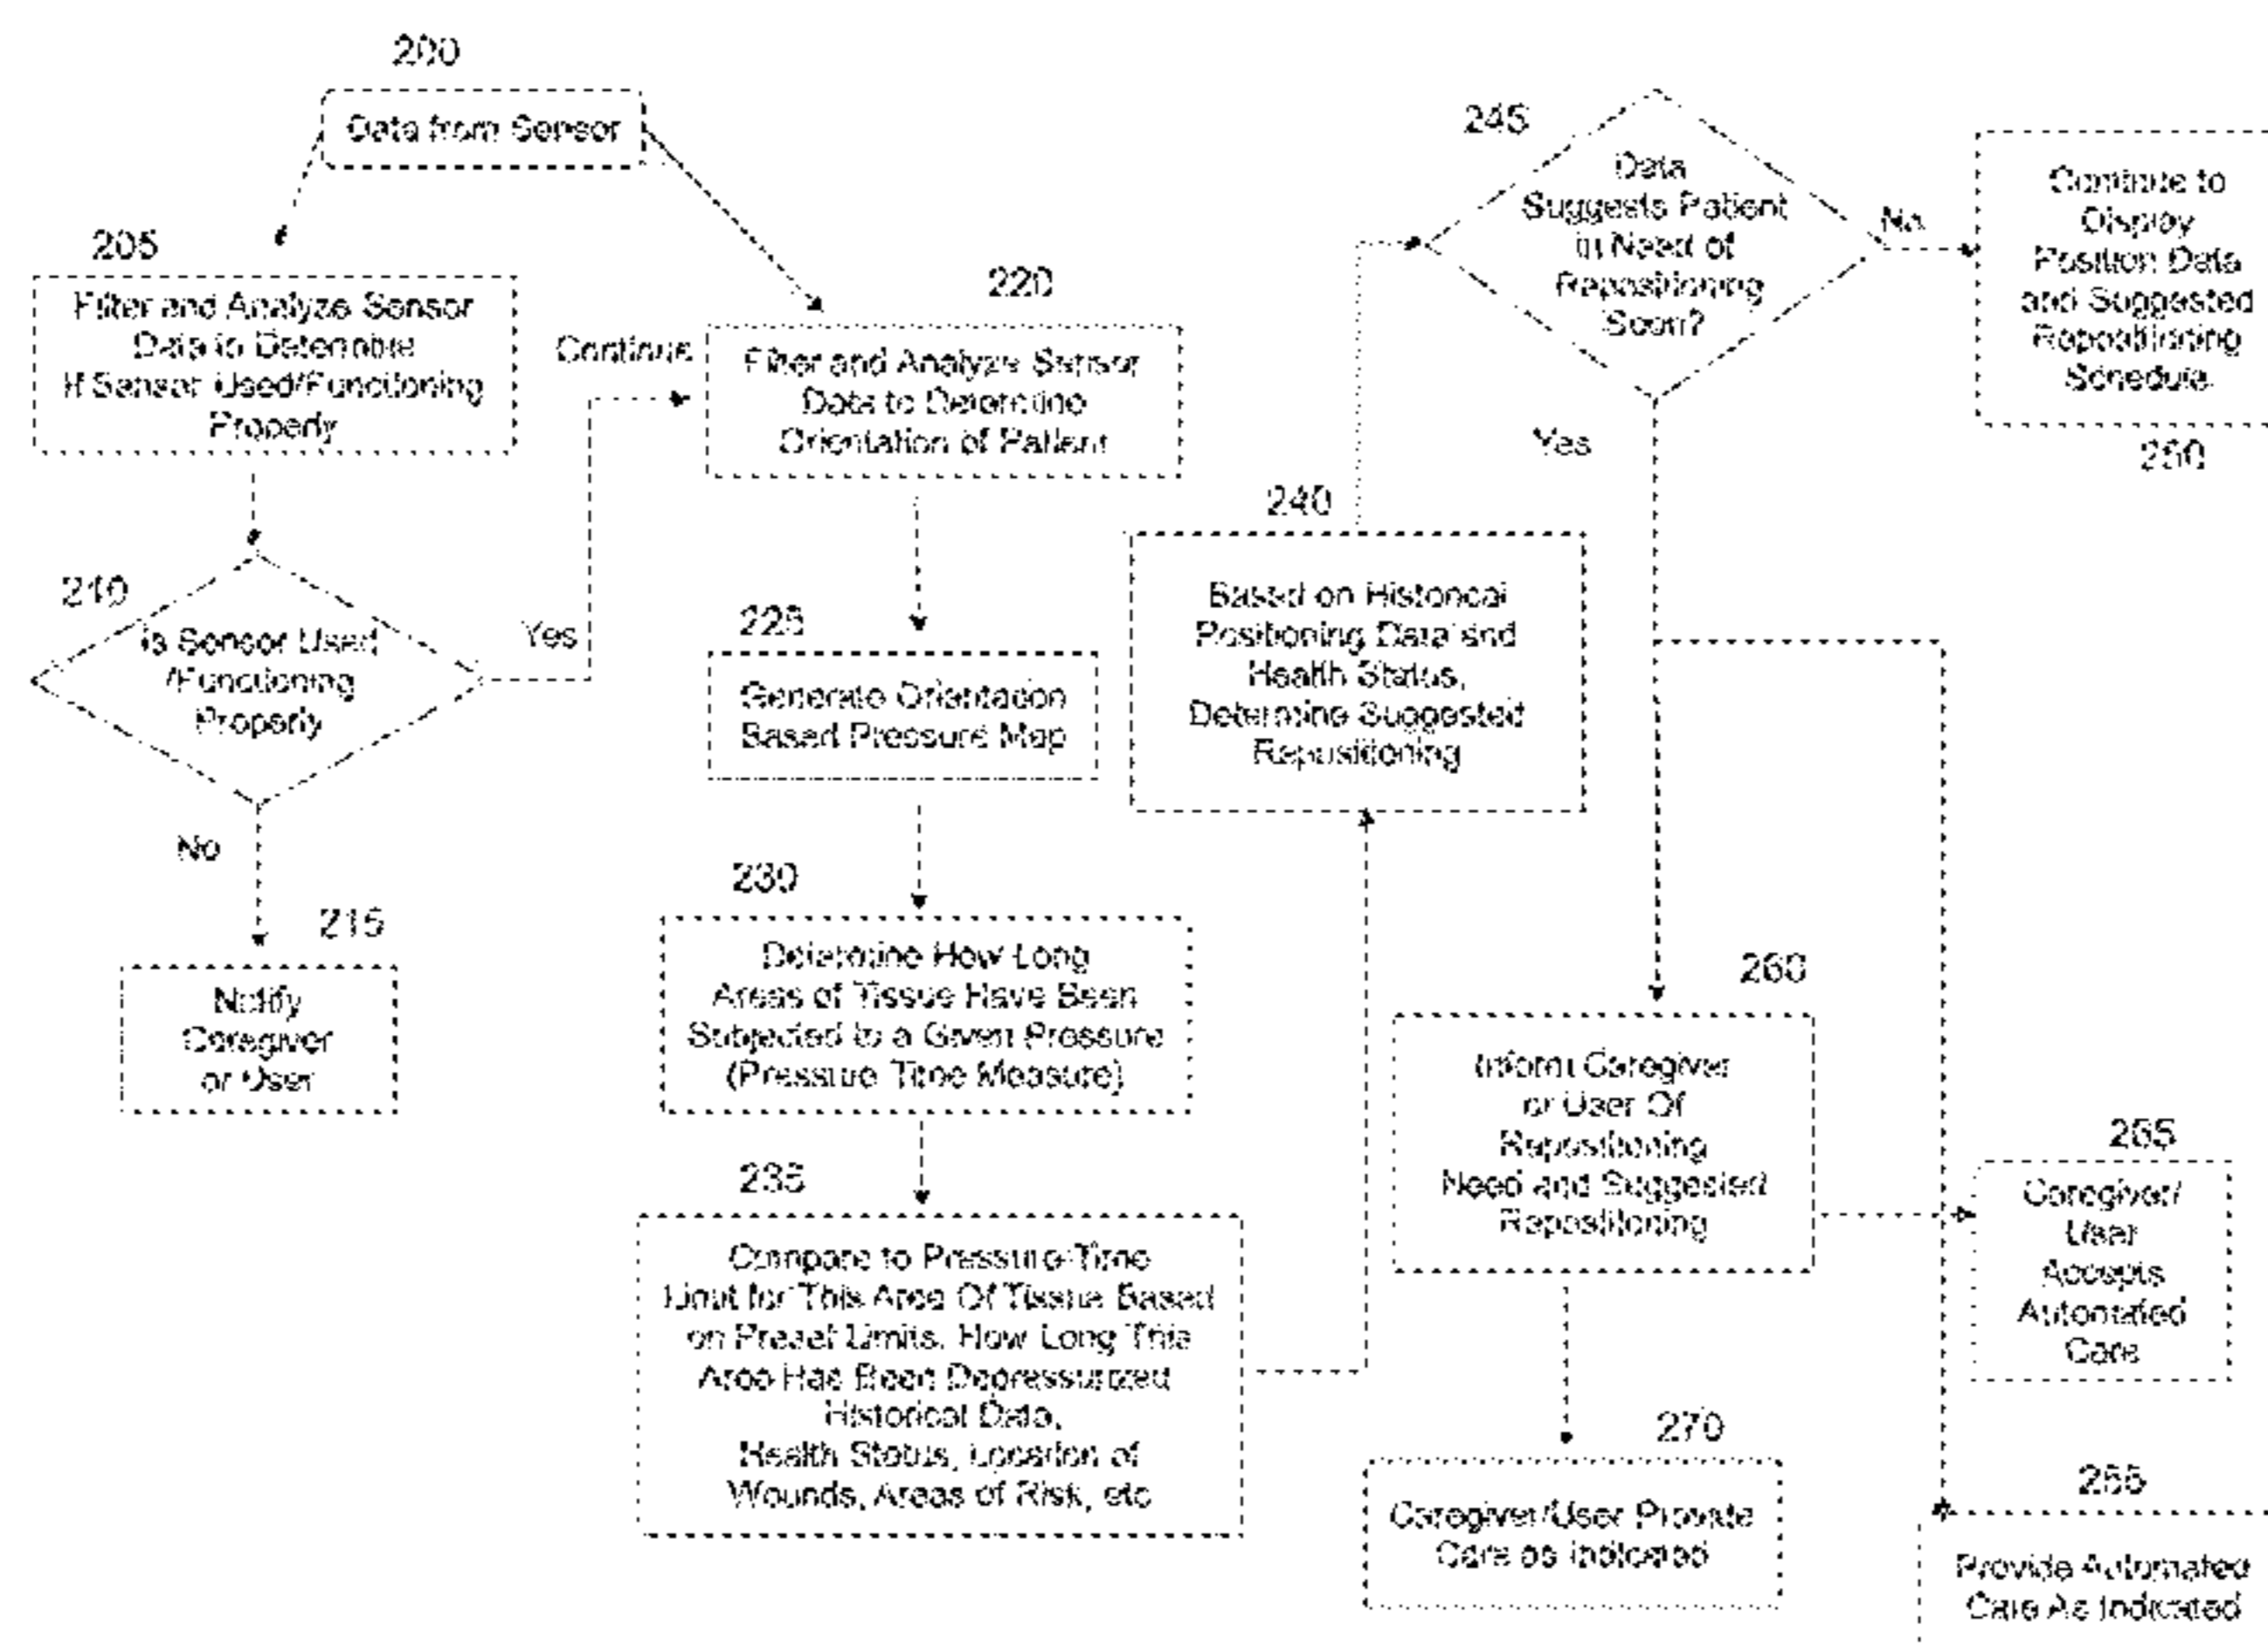 200
Data from Sensor
205
Filter and Analyze Sensor
Data to Determine
If Sensor Used/Functioning
Properly
210
Is Sensor Used
/Functioning
Properly
Yes
Continue
No
215
Notify
Caregiver
or User
220
Filter and Analyze Sensor
Data to Determine
Orientation of Patient
225
Generate Orientation
Based Pressure Map
230
Determine How Long
Areas of Tissue Have Been
Subjected to a Given Pressure
(Pressure Time Measure)
235
Compare to Pressure-Time
Limit for This Area Of Tissue Based
on Preset Limits, How Long This
Area Has Been Depressurized
Historical Data,
Health Status, Location of
Wounds, Areas of Risk, etc
240
Based on Historical
Positioning Data and
Health Status,
Determine Suggested
Repositioning
245
Data
Suggests Patient
in Need of
Repositioning
Soon?
No
Continue to
Display
Position Data
and Suggested
Repositioning
Schedule
250
Yes
260
Inform Caregiver
or User Of
Repositioning
Need and Suggested
Repositioning
265
Caregiver/
User
Accepts
Automated
Care
270
Caregiver/User Provide
Care as Indicated
255
Provide Automated
Care As Indicated